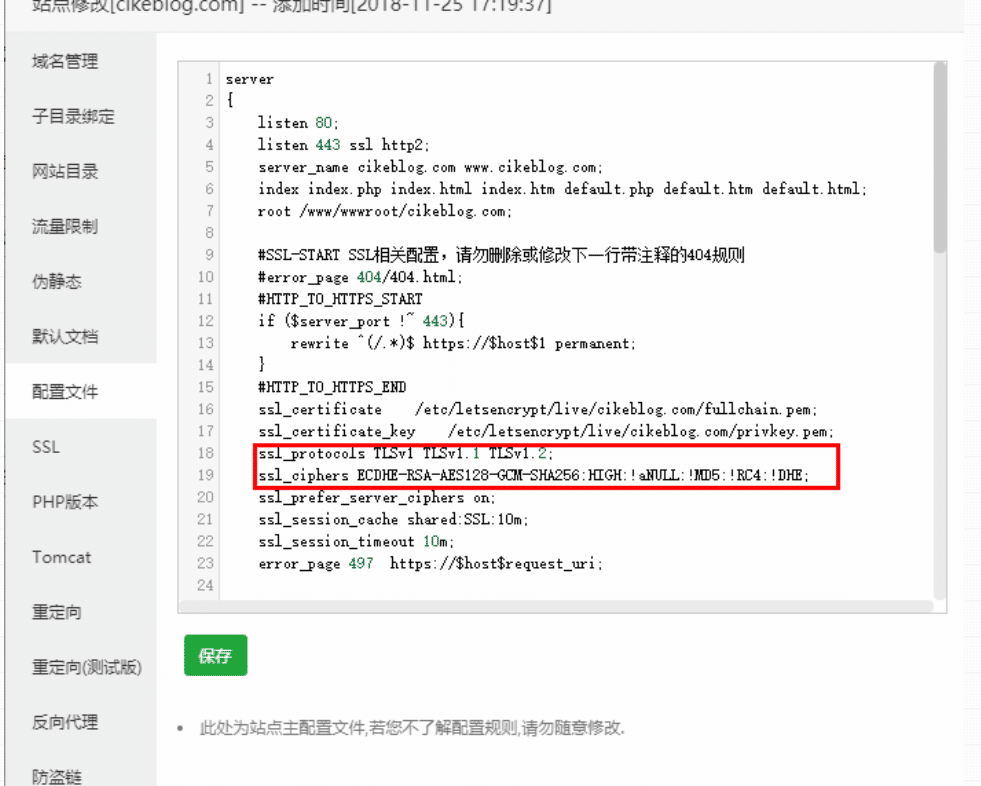 站点修改[cikeblog.com] -- 添加时间[2018-11-25 17:19:37]
域名管理
子目录绑定
网站目录
流量限制
伪静态
默认文档
配置文件
SSL
PHP版本
Tomcat
重定向
重定向(测试版)
反向代理
防盗链
1 server
2 {
3 listen 80;
4 listen 443 ssl http2;
5 server_name cikeblog.com www.cikeblog.com;
6 index index.php index.html index.htm default.php default.htm default.html;
7 root /www/wwwroot/cikeblog.com;
8
9 #SSL-START SSL相关配置，请勿删除或修改下一行带注释的404规则
10 #error_page 404/404.html;
11 #HTTP_TO_HTTPS_START
12 if ($server_port !~ 443){
13 rewrite ^(/.*)$ https://$host$1 permanent;
14 }
15 #HTTP_TO_HTTPS_END
16 ssl_certificate /etc/letsencrypt/live/cikeblog.com/fullchain.pem;
17 ssl_certificate_key /etc/letsencrypt/live/cikeblog.com/privkey.pem;
18 ssl_protocols TLSv1 TLSv1.1 TLSv1.2;
19 ssl_ciphers ECDHE-RSA-AES128-GCM-SHA256:HIGH:!aNULL:!MD5:!RC4:!DHE;
20 ssl_prefer_server_ciphers on;
21 ssl_session_cache shared:SSL:10m;
22 ssl_session_timeout 10m;
23 error_page 497 https://$host$request_uri;
24
保存
• 此处为站点主配置文件,若您不了解配置规则,请勿随意修改.